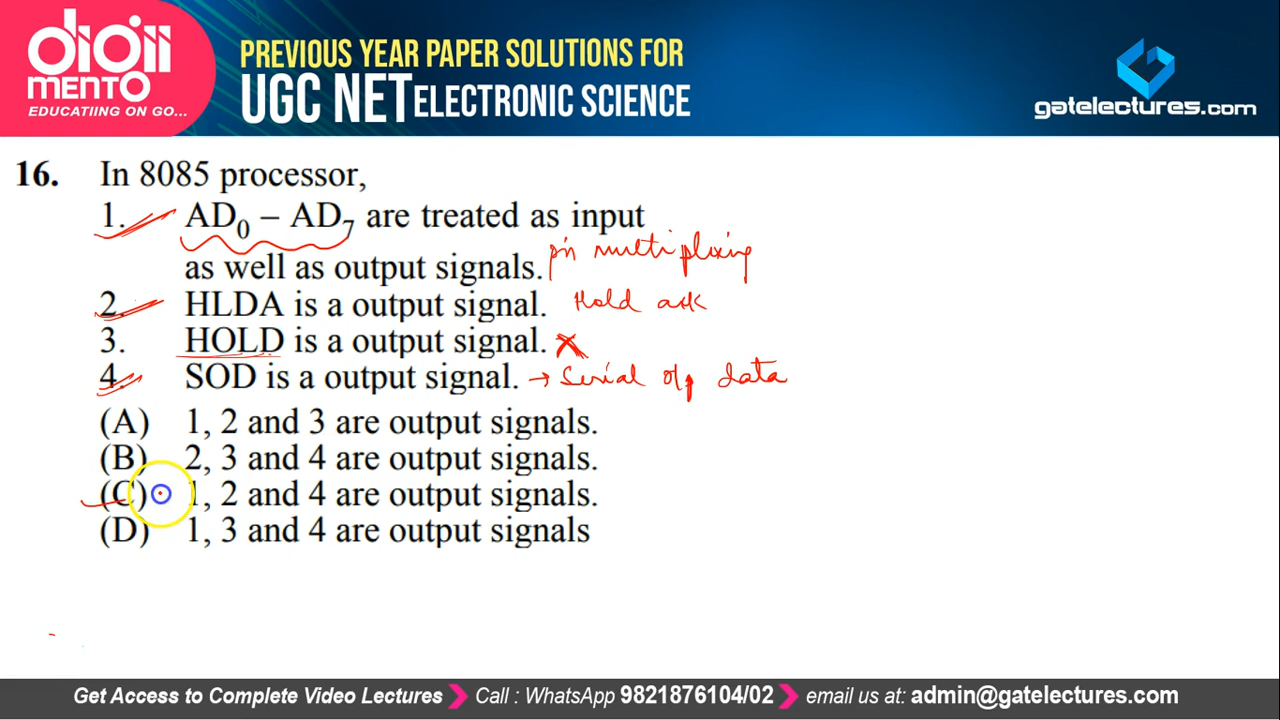 dioii
mento
EDUCATIING ON GO...
PREVIOUS YEAR PAPER SOLUTIONS FOR
UGC NET ELECTRONIC SCIENCE
gatelectures.com
16. In 8085 processor,
1. AD0 – AD7 are treated as input
as well as output signals. pin multiplixing
2. HLDA is a output signal. Hold ack
3. HOLD is a output signal. X
4. SOD is a output signal. → Serial o/p data
(A) 1, 2 and 3 are output signals.
(B) 2, 3 and 4 are output signals.
(C) 1, 2 and 4 are output signals.
(D) 1, 3 and 4 are output signals
Get Access to Complete Video Lectures Call : WhatsApp 9821876104/02 email us at: admin@gatelectures.com